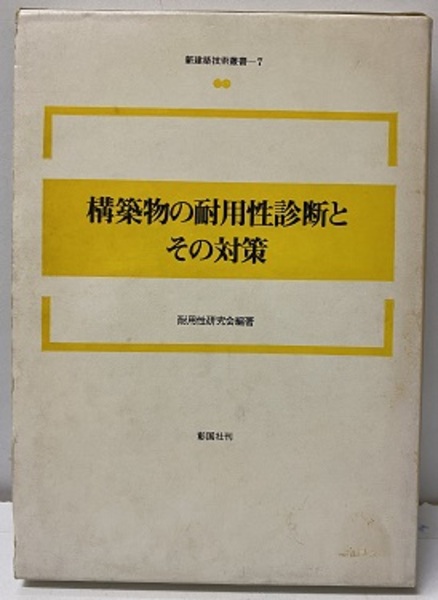 新建築技術叢書—7
構築物の耐用性診断と
その対策
耐用性研究会編著
彰国社刊